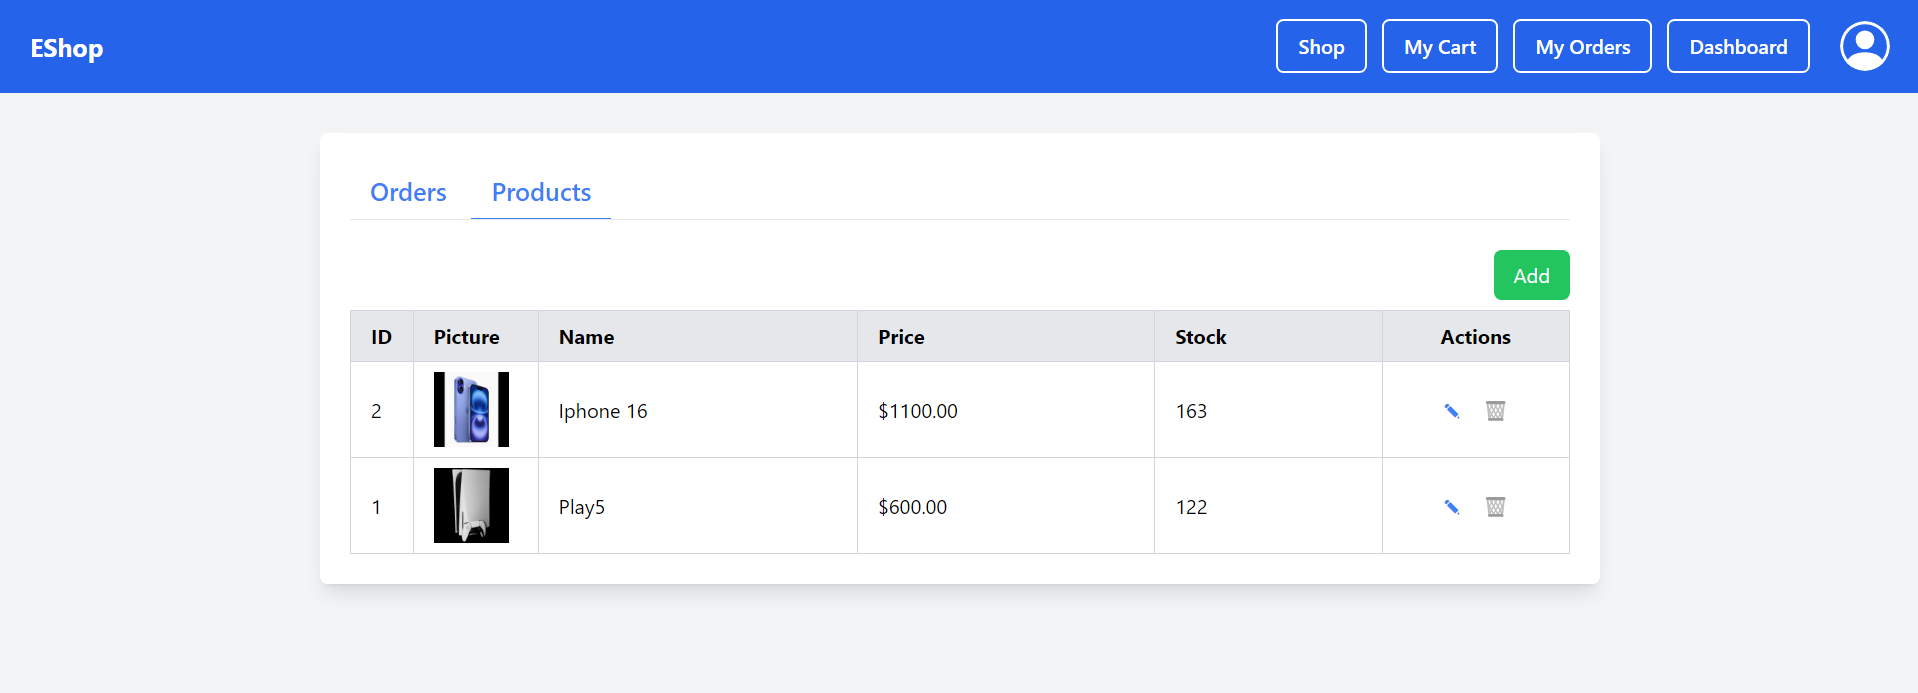 EShop Shop My Cart My Orders Dashboard
Orders Products
Add
ID Picture Name Price Stock Actions
2 Iphone 16 $1100.00 163
1 Play5 $600.00 122